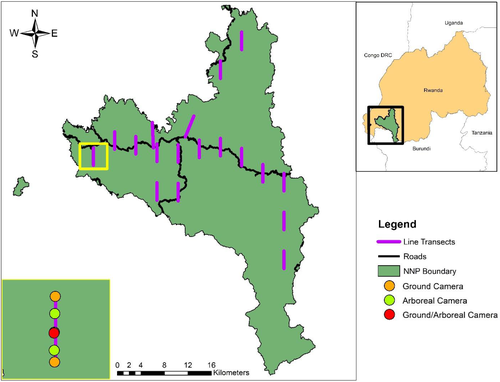 N
W E
S
Uganda
Congo DRC
Rwanda
Tanzania
Burundi
Legend
Line Transects
Roads
NNP Boundary
Ground Camera
Arboreal Camera
Ground/Arboreal Camera
0 2 4 8 12 16
Kilometers